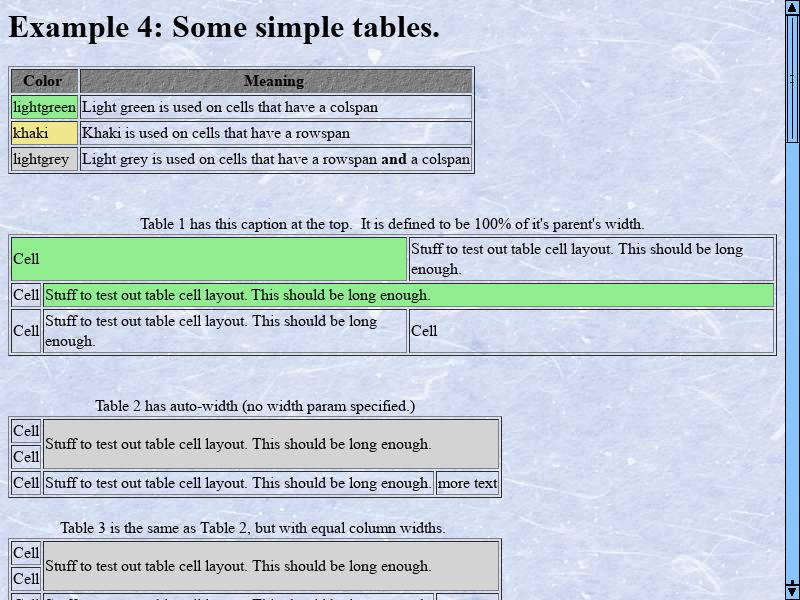 Example 4: Some simple tables.
Color Meaning
lightgreen Light green is used on cells that have a colspan
khaki Khaki is used on cells that have a rowspan
lightgrey Light grey is used on cells that have a rowspan and a colspan
Table 1 has this caption at the top.  It is defined to be 100% of it's parent's width.
Cell
Stuff to test out table cell layout. This should be long
enough.
Cell Stuff to test out table cell layout. This should be long enough.
Cell
Stuff to test out table cell layout. This should be long
enough.
Cell
Table 2 has auto-width (no width param specified.)
Cell
Stuff to test out table cell layout. This should be long enough.
Cell
Cell Stuff to test out table cell layout. This should be long enough. more text
Table 3 is the same as Table 2, but with equal column widths.
Cell
Stuff to test out table cell layout. This should be long enough.
Cell